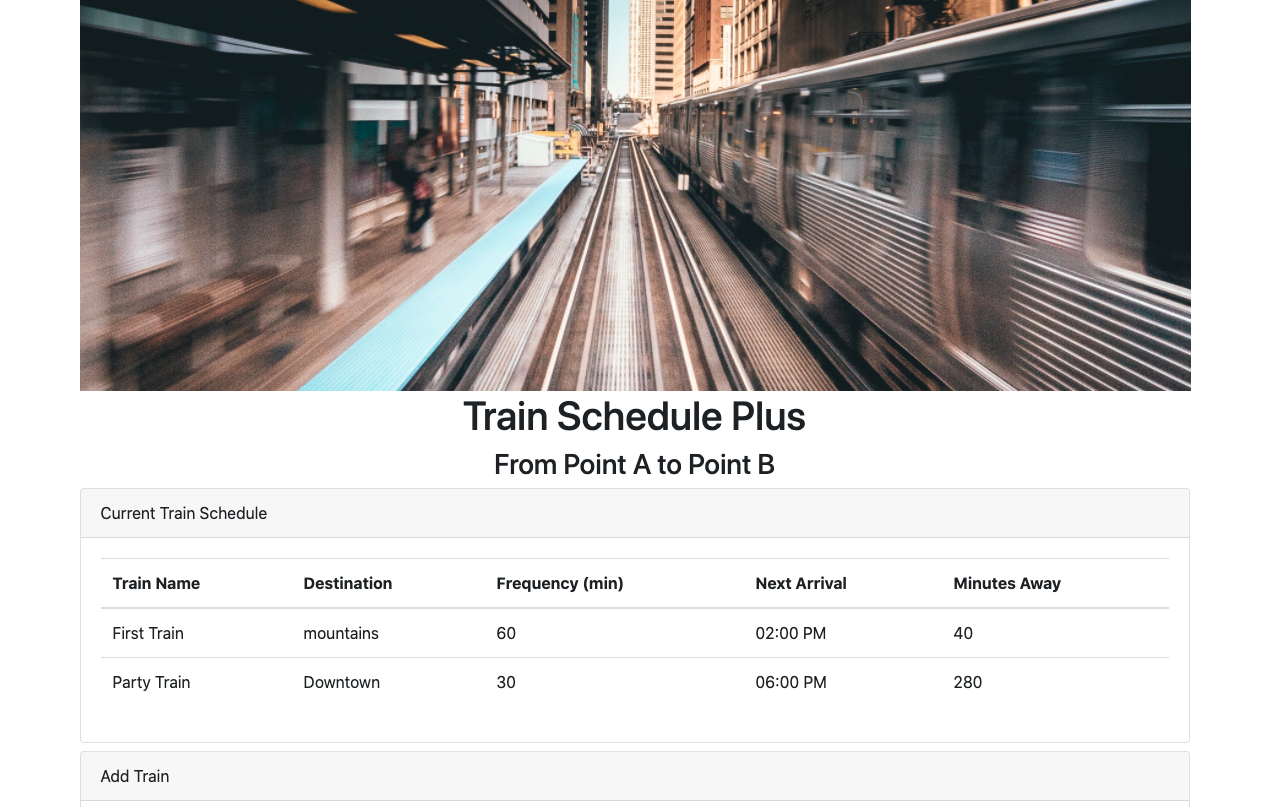 Train Schedule Plus
From Point A to Point B
Current Train Schedule
Train Name Destination Frequency (min) Next Arrival Minutes Away
First Train mountains 60 02:00 PM 40
Party Train Downtown 30 06:00 PM 280
Add Train